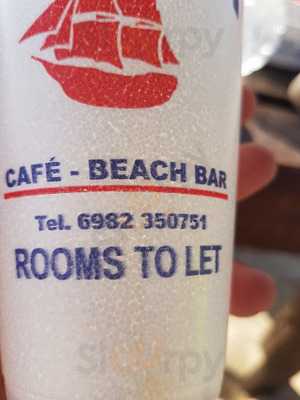 CAFÉ - BEACH BAR
Tel. 6982 350751
ROOMS TO LET